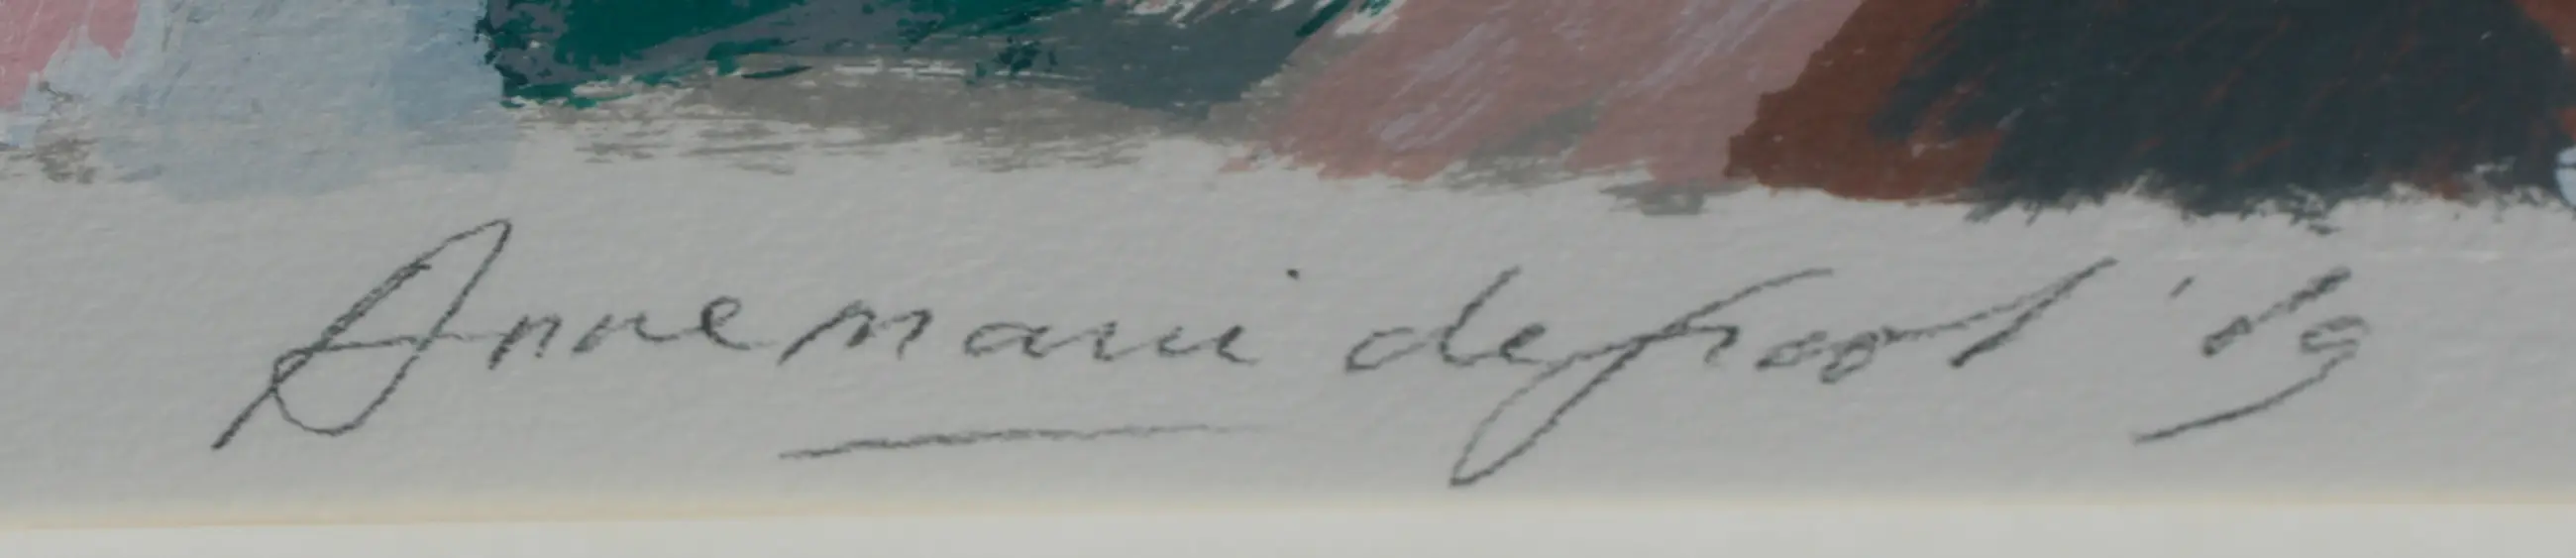 Annemarie de Groot '89